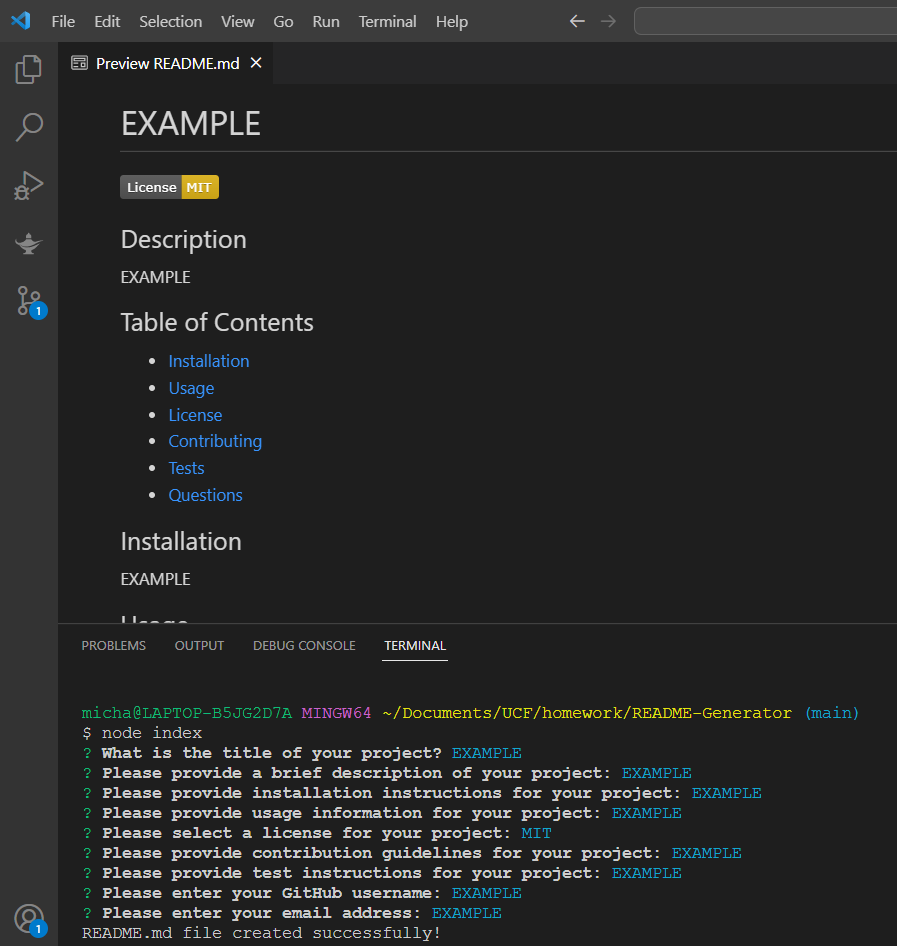 File Edit Selection View Go Run Terminal Help
Preview README.md
EXAMPLE
License MIT
Description
EXAMPLE
Table of Contents
Installation
Usage
License
Contributing
Tests
Questions
1
Installation
EXAMPLE
Usage
PROBLEMS OUTPUT DEBUG CONSOLE TERMINAL
micha@LAPTOP-B5JG2D7A MINGW64 ~/Documents/UCF/homework/README-Generator (main)
$ node index
? What is the title of your project? EXAMPLE
? Please provide a brief description of your project: EXAMPLE
? Please provide installation instructions for your project: EXAMPLE
? Please provide usage information for your project: EXAMPLE
? Please select a license for your project: MIT
? Please provide contribution guidelines for your project: EXAMPLE
? Please provide test instructions for your project: EXAMPLE
? Please enter your GitHub username: EXAMPLE
? Please enter your email address: EXAMPLE
README.md file created successfully!
1